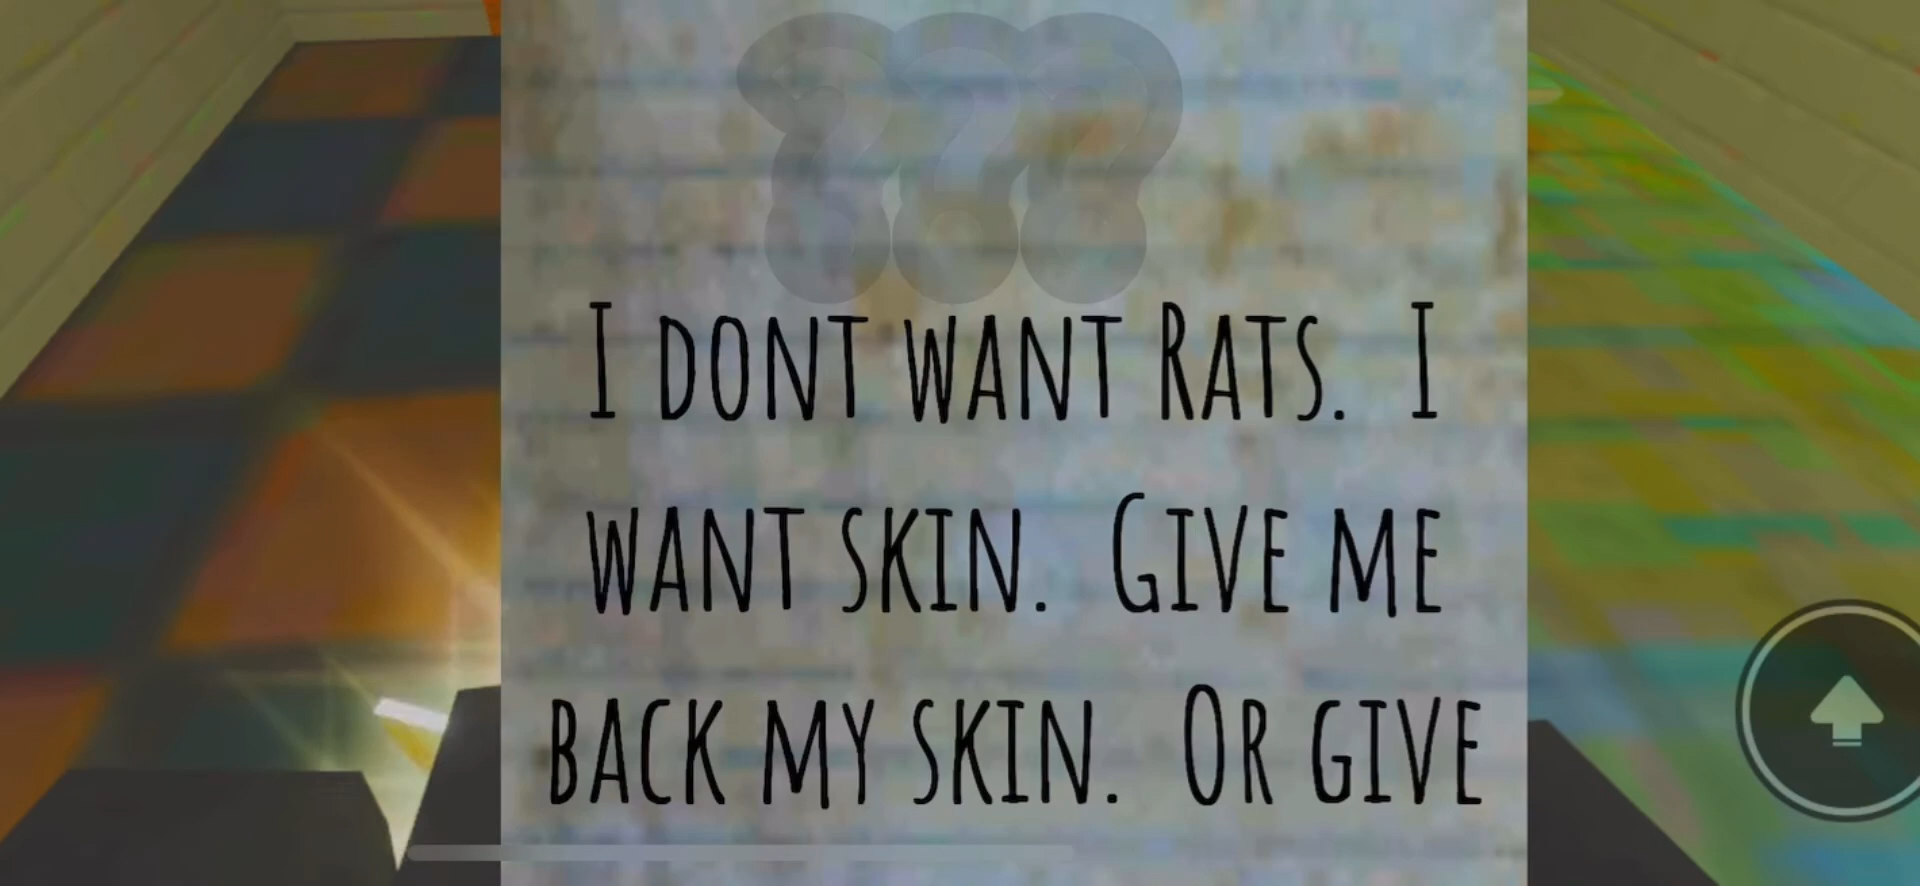 ???
I DONT WANT RATS. I
WANT SKIN. GIVE ME
BACK MY SKIN. OR GIVE